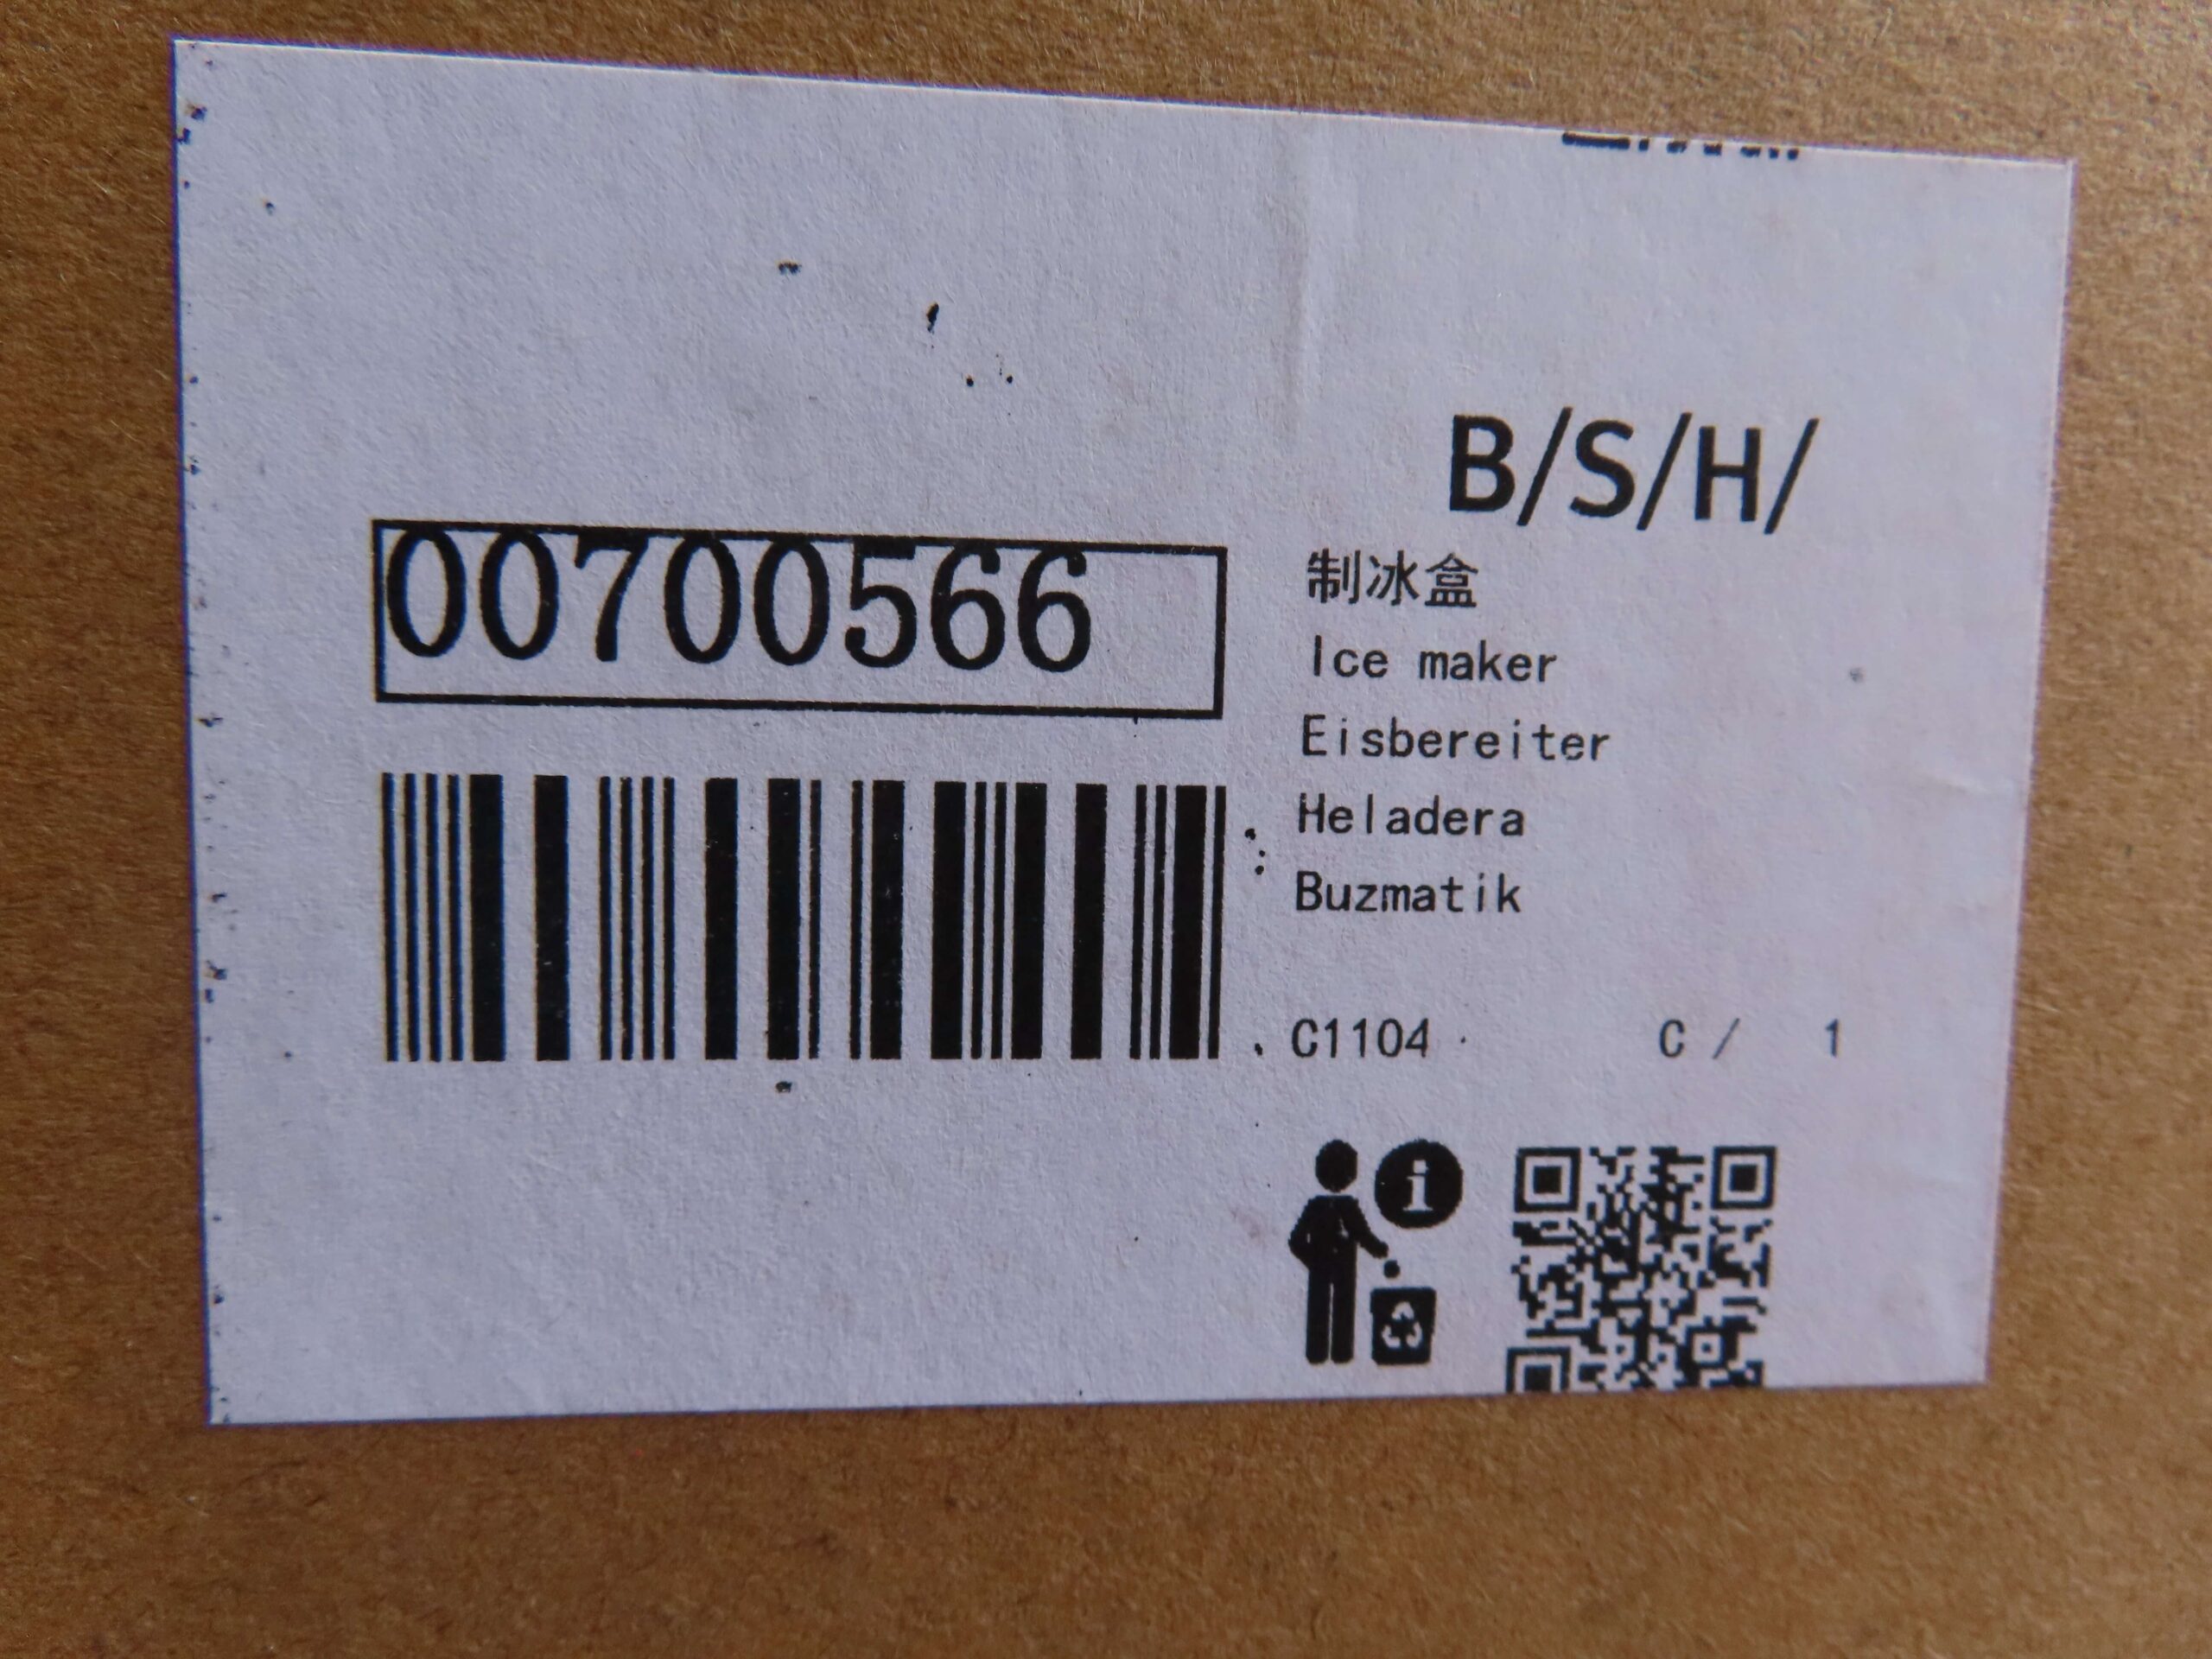 B/S/H/
00700566
制冰盒
Ice maker
Eisbereiter
Heladera
Buzmatik
C1104 C / 1
i